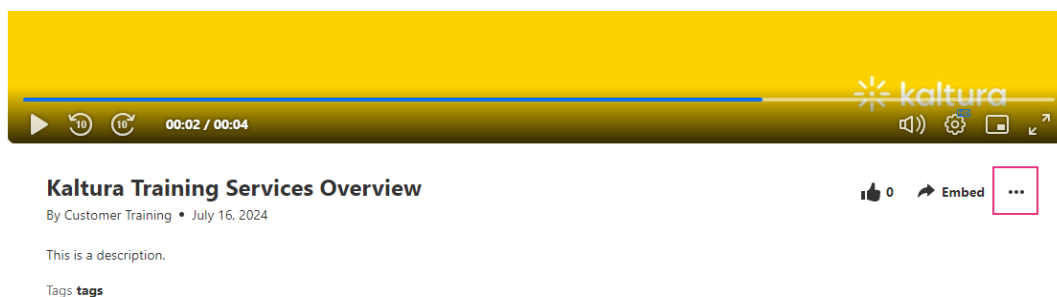 kaltura
10 10 00:02 / 00:04
Kaltura Training Services Overview
0 Embed ...
By Customer Training • July 16, 2024
This is a description.
Tags tags